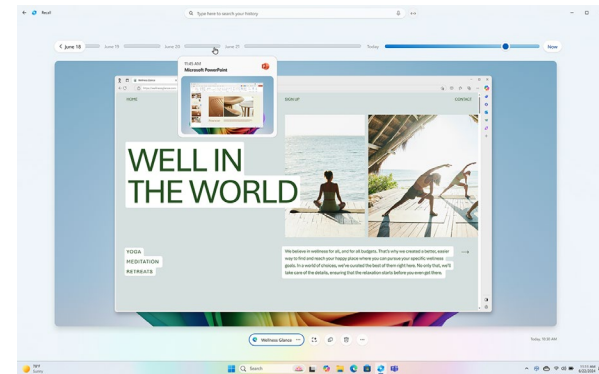 Recall
Type here to search your history
June 18
June 19
June 20
June 21
Today
Now
11:45 AM
Microsoft PowerPoint
HOME
SIGN UP
CONTACT
WELL IN
THE WORLD
YOGA
MEDITATION
RETREATS
We believe in wellness for all, and for all budgets. That's why we created a better, easier
way to find and reach your happy place where you can pursue your specific wellness
goals. In a world of choices, we've curated the best of them right here. No only that, we'll
take care of the details, ensuring that the relaxation starts before you even get there.
Wellness Glance
Today, 10:35 AM
Sunny
Search